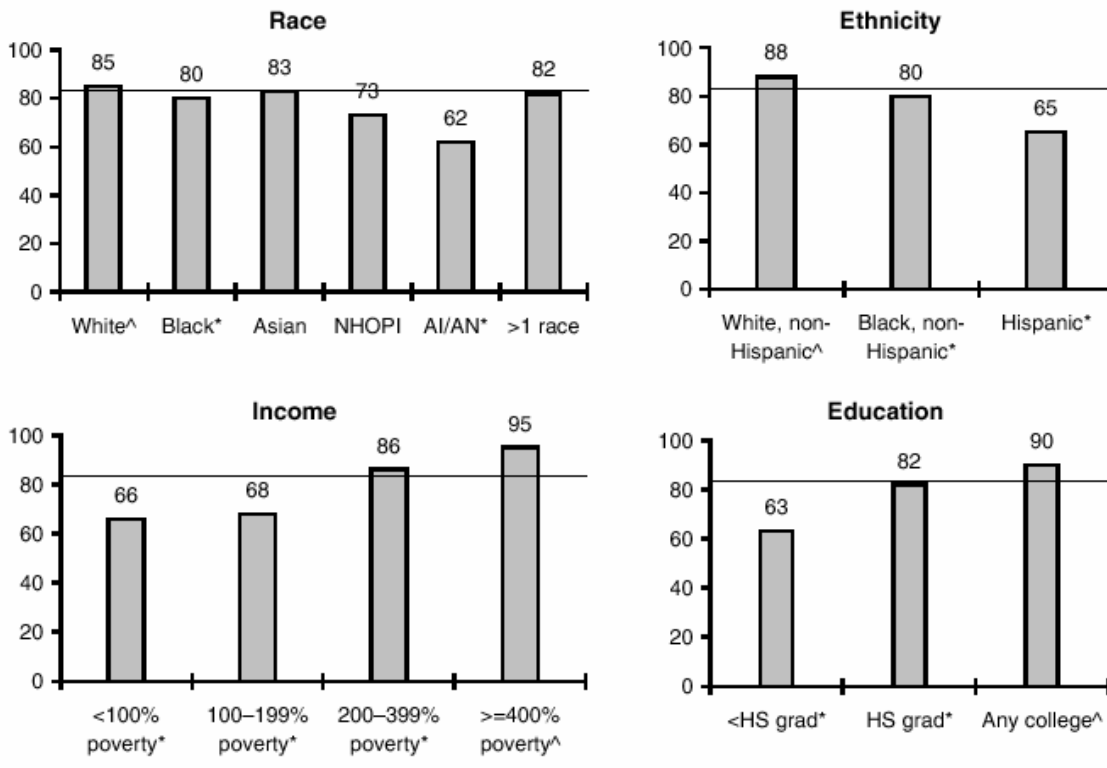 Race
100
80
60
40
20
0
85
80
83
73
62
82
White^ Black* Asian NHOPI AI/AN* >1 race
Ethnicity
100
80
60
40
20
0
88
80
65
White, non-
Hispanic^
Black, non-
Hispanic*
Hispanic*
Income
100
80
60
40
20
0
66
68
86
95
<100%
poverty*
100–199%
poverty*
200–399%
poverty*
>=400%
poverty^
Education
100
80
60
40
20
0
63
82
90
<HS grad* HS grad* Any college^